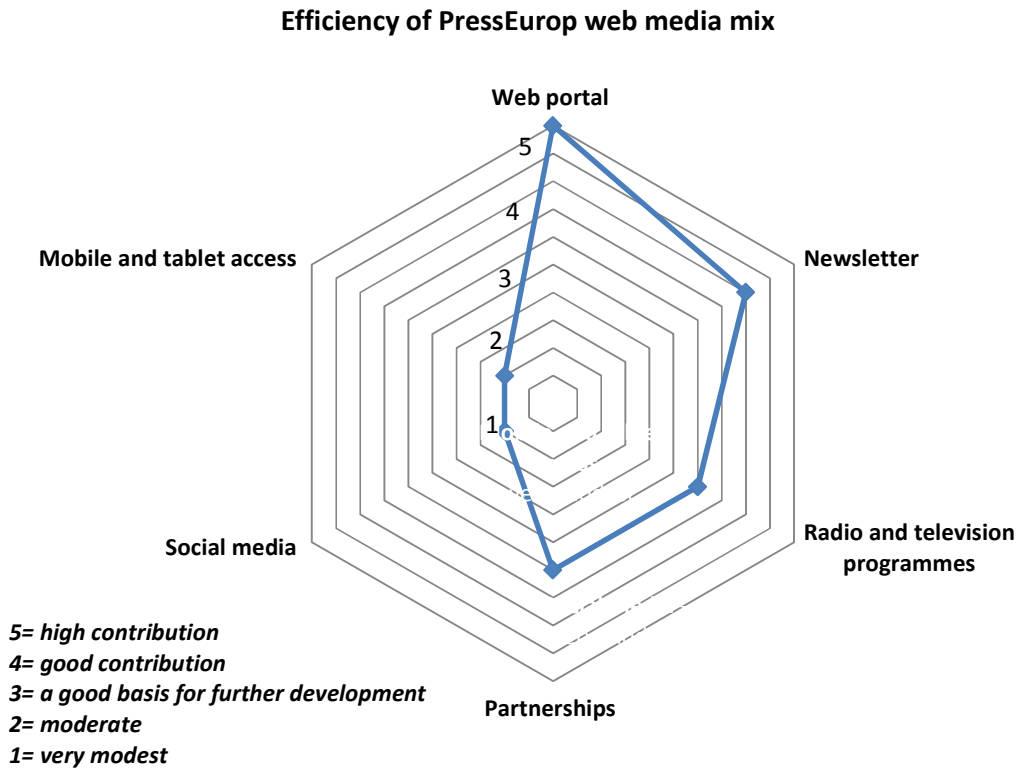 Efficiency of PressEurop web media mix
Web portal
5
4
Mobile and tablet access
Newsletter
3
2
1
Social media
Radio and television
programmes
5= high contribution
4= good contribution
3= a good basis for further development
Partnerships
2= moderate
1= very modest